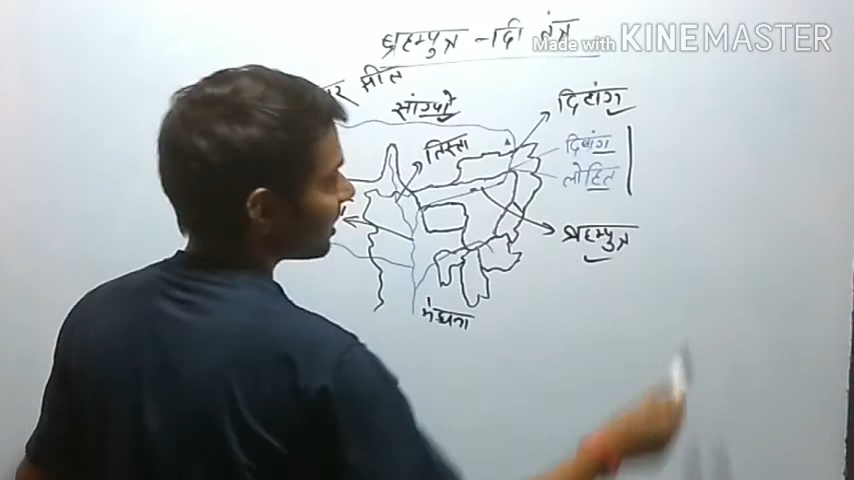 ब्रह्मपुत्र - दी तंत्र
Made with KINEMASTER
झील
सांग्पो
दिहांग
तिस्ता
दिबांग
लोहित
ब्रह्मपुत्र
मेघना